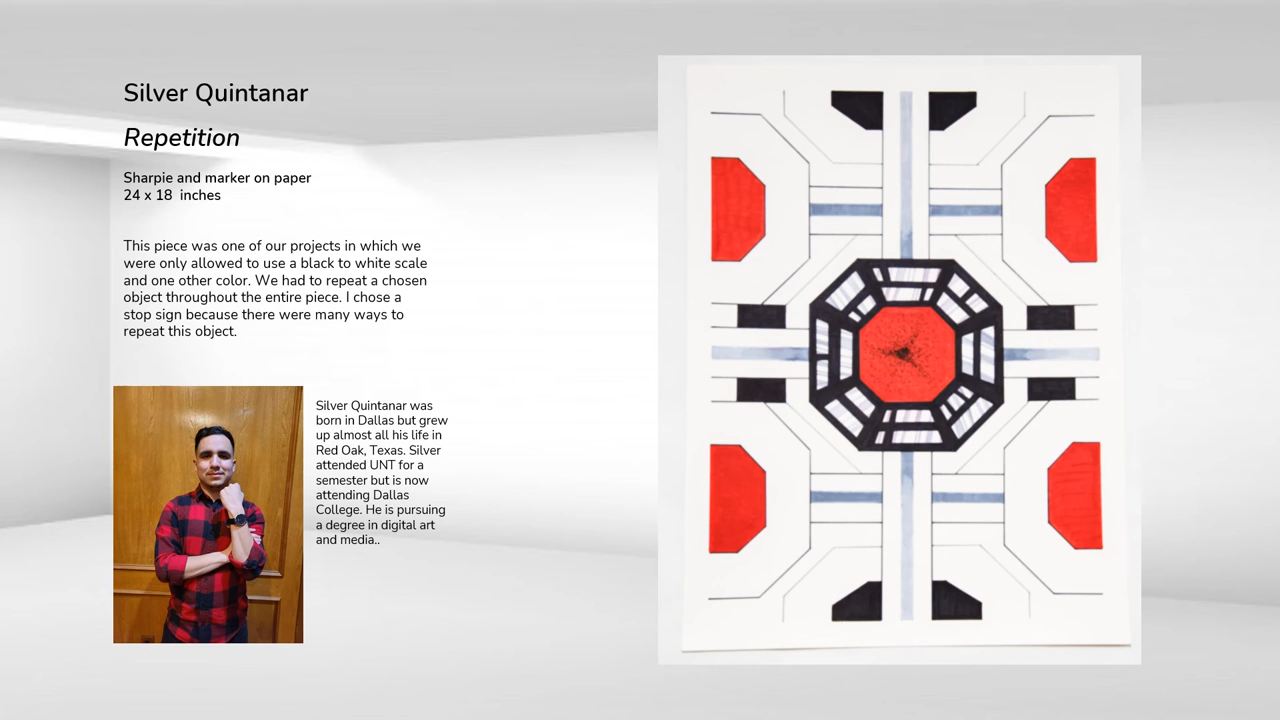 Silver Quintanar
Repetition
Sharpie and marker on paper
24 x 18 inches
This piece was one of our projects in which we
were only allowed to use a black to white scale
and one other color. We had to repeat a chosen
object throughout the entire piece. I chose a
stop sign because there were many ways to
repeat this object.
Silver Quintanar was
born in Dallas but grew
up almost all his life in
Red Oak, Texas. Silver
attended UNT for a
semester but is now
attending Dallas
College. He is pursuing
a degree in digital art
and media..